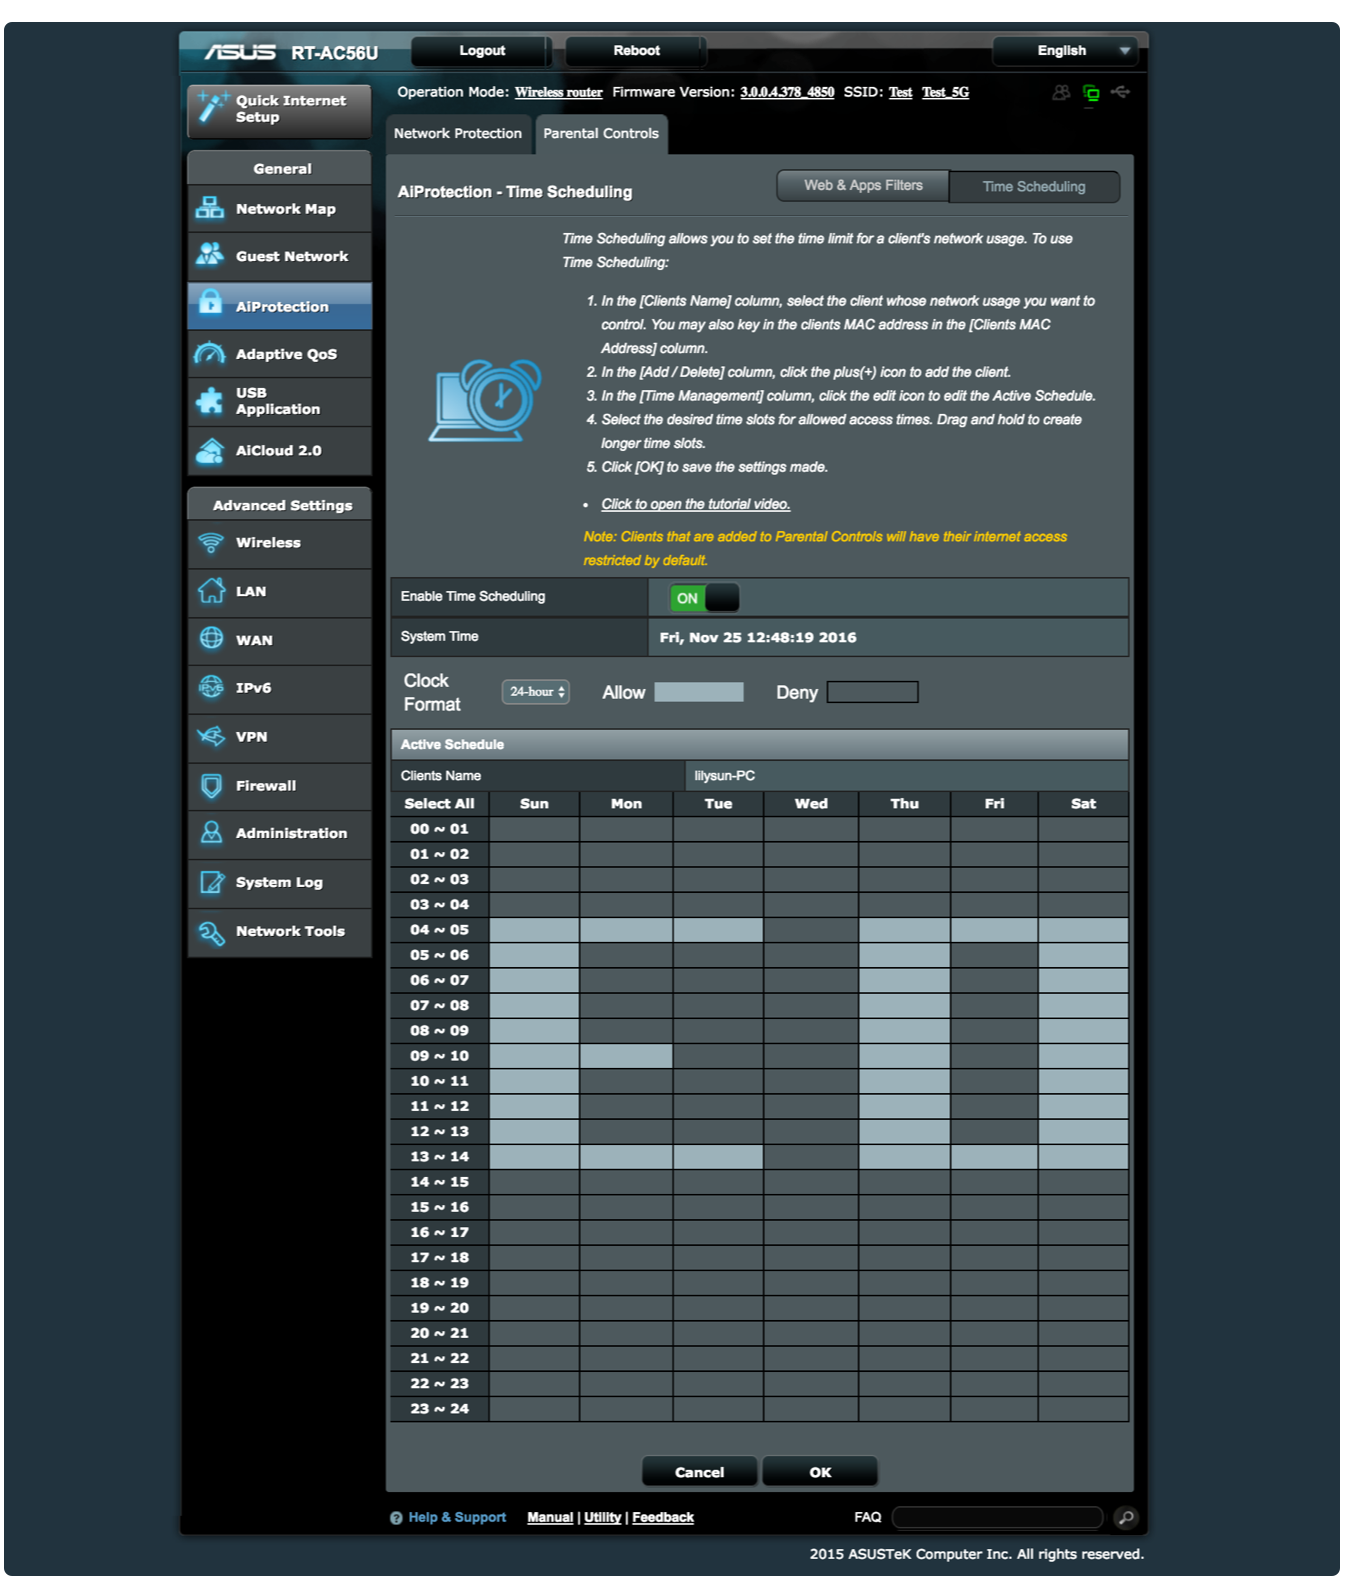 ASUS RT-AC56U Logout Reboot English
Quick Internet Setup
Operation Mode: Wireless router Firmware Version: 3.0.0.4.378_4850 SSID: Test Test_5G
Network Protection Parental Controls
General
Network Map
Guest Network
AiProtection
Adaptive QoS
USB Application
AiCloud 2.0
Advanced Settings
Wireless
LAN
WAN
IPv6
VPN
Firewall
Administration
System Log
Network Tools
AiProtection - Time Scheduling
Web & Apps Filters Time Scheduling
Time Scheduling allows you to set the time limit for a client's network usage. To use
Time Scheduling:
1. In the [Clients Name] column, select the client whose network usage you want to
control. You may also key in the clients MAC address in the [Clients MAC
Address] column.
2. In the [Add / Delete] column, click the plus(+) icon to add the client.
3. In the [Time Management] column, click the edit icon to edit the Active Schedule.
4. Select the desired time slots for allowed access times. Drag and hold to create
longer time slots.
5. Click [OK] to save the settings made.
• Click to open the tutorial video.
Note: Clients that are added to Parental Controls will have their internet access
restricted by default.
Enable Time Scheduling ON
System Time Fri, Nov 25 12:48:19 2016
Clock Format 24-hour Allow Deny
Active Schedule
Clients Name lilysun-PC
Select All Sun Mon Tue Wed Thu Fri Sat
00 ~ 01
01 ~ 02
02 ~ 03
03 ~ 04
04 ~ 05
05 ~ 06
06 ~ 07
07 ~ 08
08 ~ 09
09 ~ 10
10 ~ 11
11 ~ 12
12 ~ 13
13 ~ 14
14 ~ 15
15 ~ 16
16 ~ 17
17 ~ 18
18 ~ 19
19 ~ 20
20 ~ 21
21 ~ 22
22 ~ 23
23 ~ 24
Cancel OK
? Help & Support Manual | Utility | Feedback FAQ
2015 ASUSTeK Computer Inc. All rights reserved.